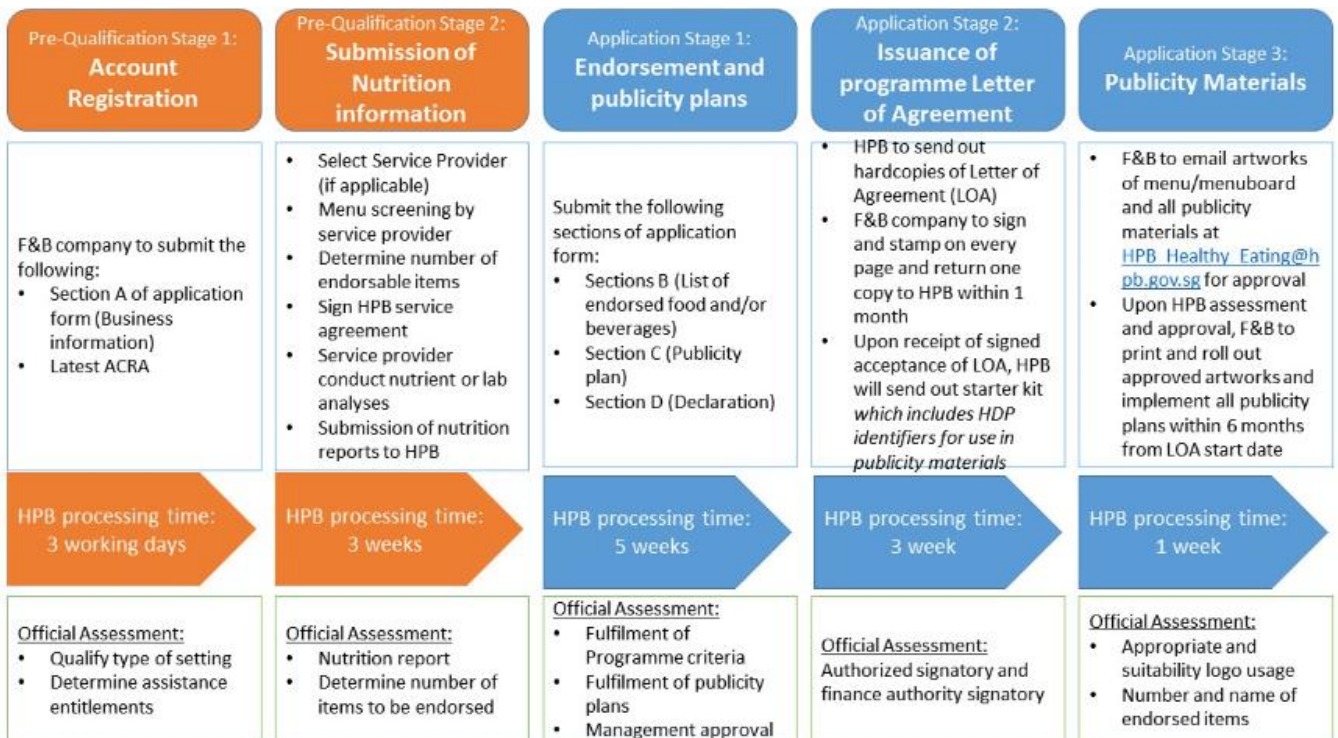 Pre-Qualification Stage 1:
Account
Registration
Pre-Qualification Stage 2:
Submission of
Nutrition
information
Application Stage 1:
Endorsement and
publicity plans
Application Stage 2:
Issuance of
programme Letter
of Agreement
Application Stage 3:
Publicity Materials
F&B company to submit the
following:
• Section A of application
form (Business
information)
• Latest ACRA
• Select Service Provider
(if applicable)
• Menu screening by
service provider
• Determine number of
endorsable items
• Sign HPB service
agreement
• Service provider
conduct nutrient or lab
analyses
• Submission of nutrition
reports to HPB
Submit the following
sections of application
form:
• Sections B (List of
endorsed food and/or
beverages)
• Section C (Publicity
plan)
• Section D (Declaration)
• HPB to send out
hardcopies of Letter of
Agreement (LOA)
• F&B company to sign
and stamp on every
page and return one
copy to HPB within 1
month
• Upon receipt of signed
acceptance of LOA, HPB
will send out starter kit
which includes HDP
identifiers for use in
publicity materials
• F&B to email artworks
of menu/menuboard
and all publicity
materials at
HPB_Healthy_Eating@h
pb.gov.sg for approval
• Upon HPB assessment
and approval, F&B to
print and roll out
approved artworks and
implement all publicity
plans within 6 months
from LOA start date
HPB processing time:
3 working days
HPB processing time:
3 weeks
HPB processing time:
5 weeks
HPB processing time:
3 week
HPB processing time:
1 week
Official Assessment:
• Qualify type of setting
• Determine assistance
entitlements
Official Assessment:
• Nutrition report
• Determine number of
items to be endorsed
Official Assessment:
• Fulfilment of
Programme criteria
• Fulfilment of publicity
plans
• Management approval
Official Assessment:
Authorized signatory and
finance authority signatory
Official Assessment:
• Appropriate and
suitability logo usage
• Number and name of
endorsed items